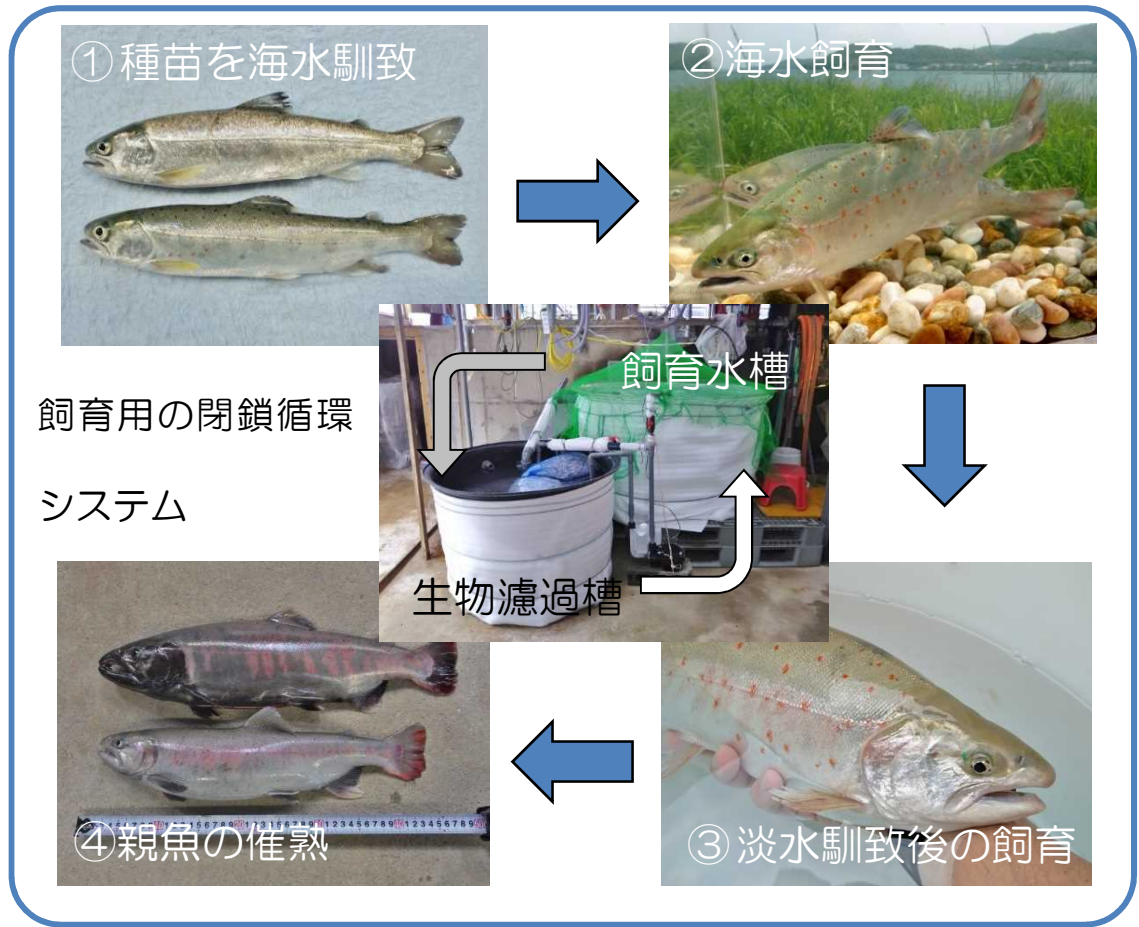 ①種苗を海水馴致
②海水飼育
飼育水槽
飼育用の閉鎖循環
システム
生物濾過槽
④親魚の催熟
③淡水馴致後の飼育